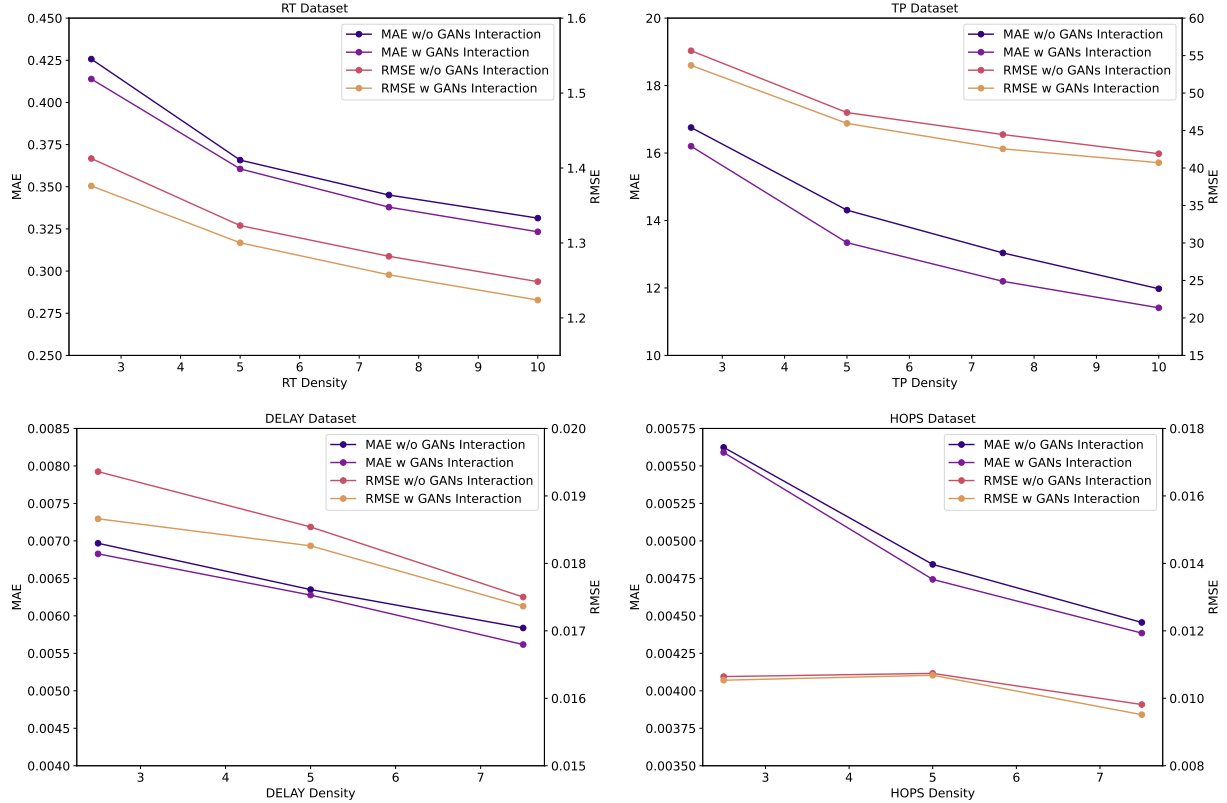 RT Dataset
0.450
0.425
0.400
0.375
0.350
0.325
0.300
0.275
0.250
MAE
MAE w/o GANs Interaction
MAE w GANs Interaction
RMSE w/o GANs Interaction
RMSE w GANs Interaction
1.6
1.5
1.4
1.3
1.2
RMSE
3 4 5 6 7 8 9 10
RT Density
TP Dataset
20
18
16
14
12
10
MAE
MAE w/o GANs Interaction
MAE w GANs Interaction
RMSE w/o GANs Interaction
RMSE w GANs Interaction
60
55
50
45
40
35
30
25
20
15
RMSE
3 4 5 6 7 8 9 10
TP Density
DELAY Dataset
0.0085
0.0080
0.0075
0.0070
0.0065
0.0060
0.0055
0.0050
0.0045
0.0040
MAE
MAE w/o GANs Interaction
MAE w GANs Interaction
RMSE w/o GANs Interaction
RMSE w GANs Interaction
0.020
0.019
0.018
0.017
0.016
0.015
RMSE
3 4 5 6 7
DELAY Density
HOPS Dataset
0.00575
0.00550
0.00525
0.00500
0.00475
0.00450
0.00425
0.00400
0.00375
0.00350
MAE
MAE w/o GANs Interaction
MAE w GANs Interaction
RMSE w/o GANs Interaction
RMSE w GANs Interaction
0.018
0.016
0.014
0.012
0.010
0.008
RMSE
3 4 5 6 7
HOPS Density